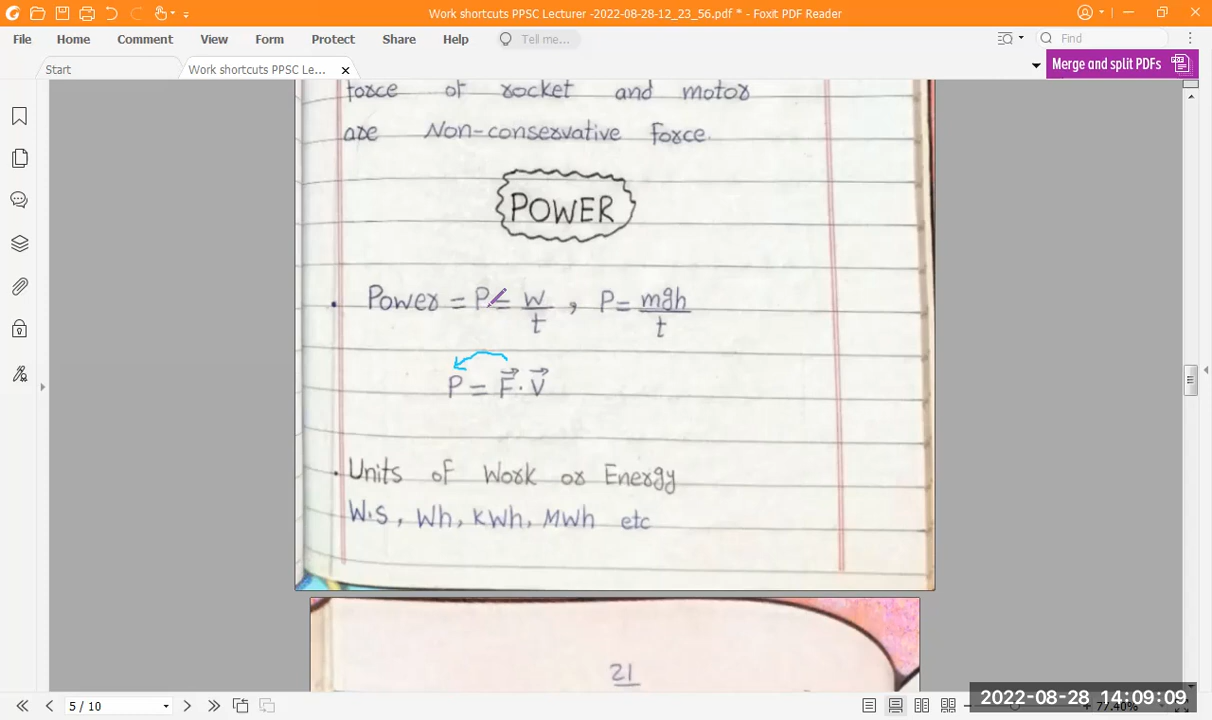 Work shortcuts PPSC Lecturer -2022-08-28-12_23_56.pdf * - Foxit PDF Reader
File Home Comment View Form Protect Share Help Tell me... Find
Start Work shortcuts PPSC Le... Merge and split PDFs
force of rocket and motor
are Non-conservative force.
POWER
. Power = P = W/t , P = mgh/t
P = F⃗ . V⃗
. Units of Work or Energy
W.S, Wh, KWh, MWh etc
21
5 / 10 77.40%
2022-08-28 14:09:09